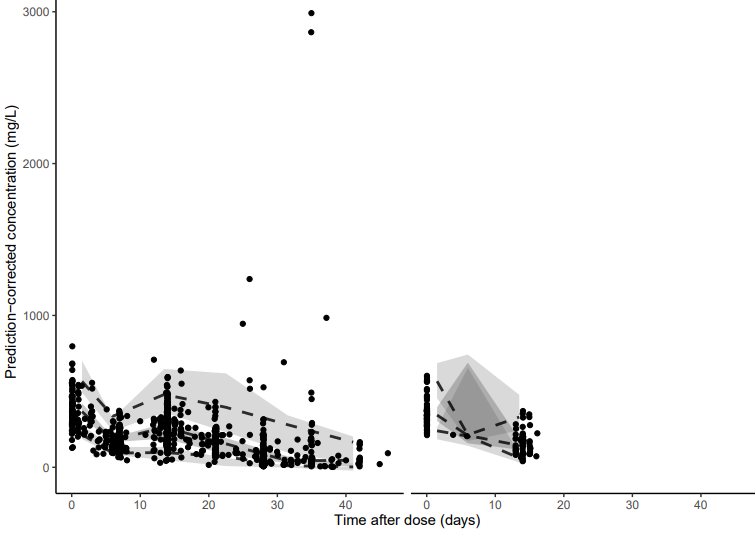 3000
2000
1000
0
Prediction−corrected concentration (mg/L)
0 10 20 30 40 0 10 20 30 40
Time after dose (days)